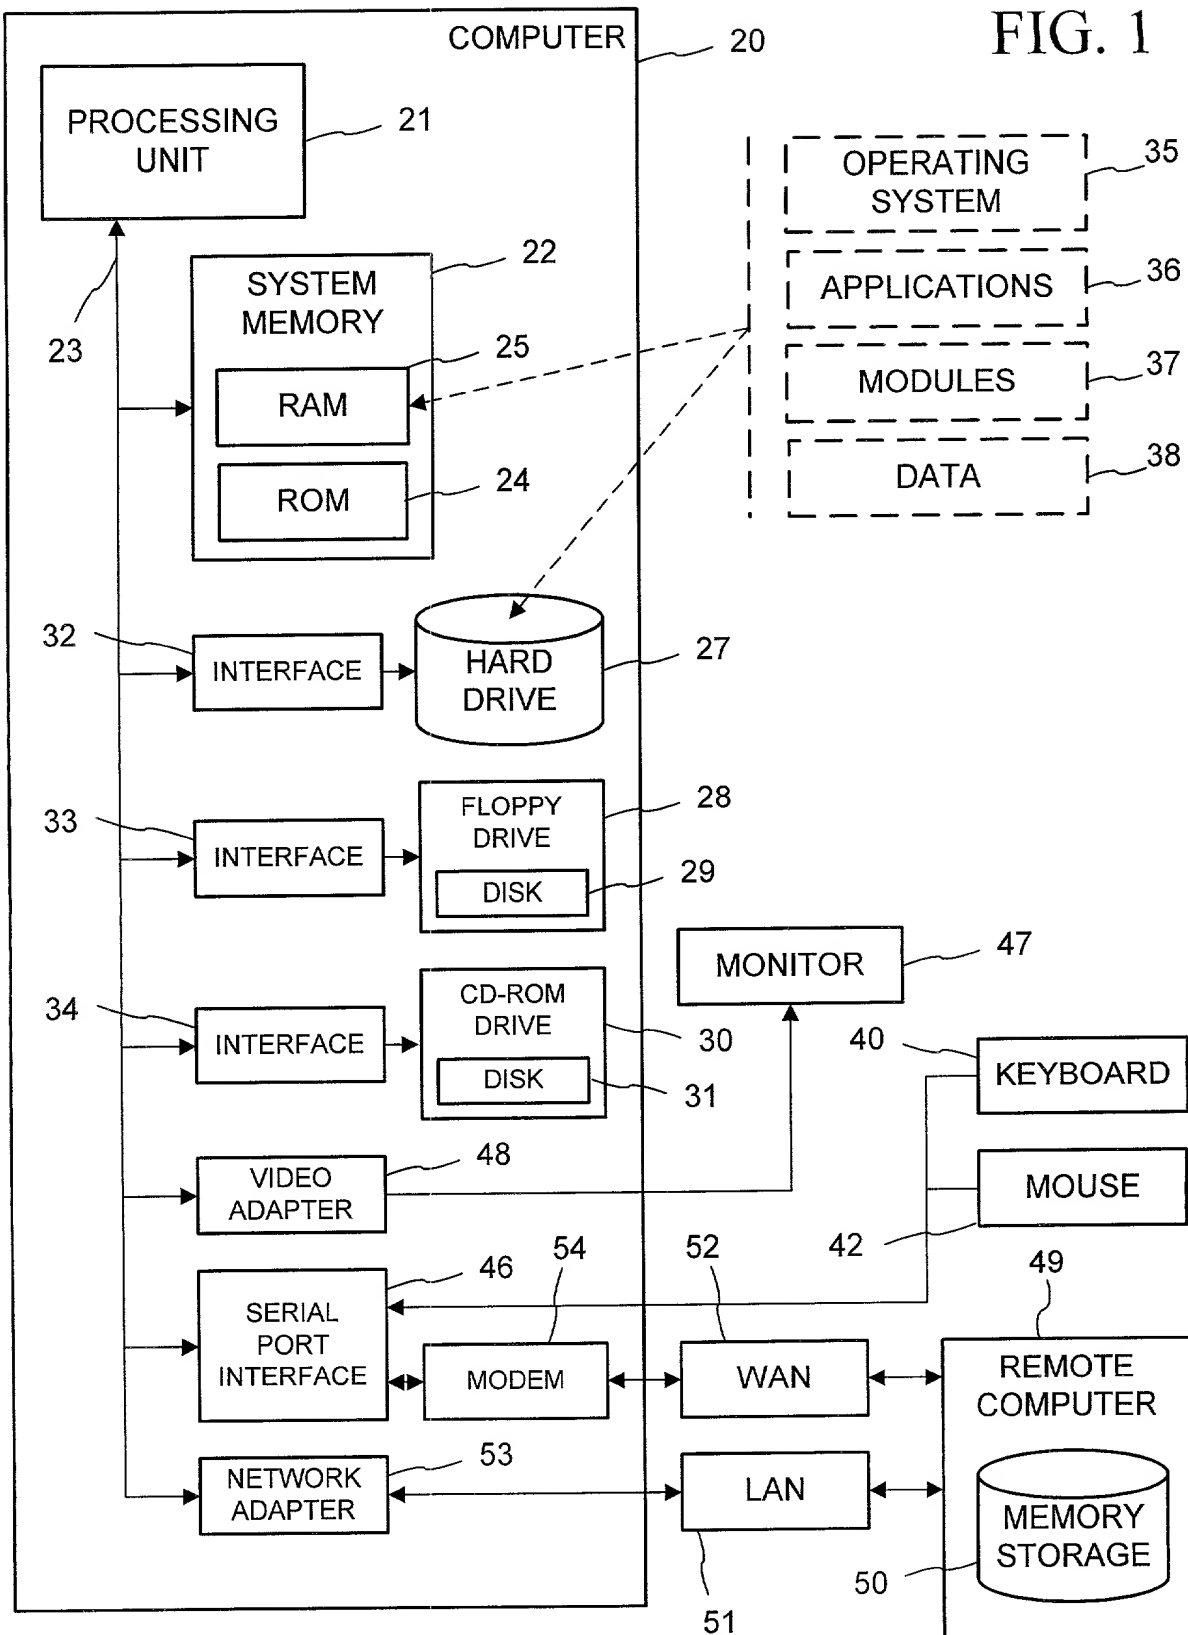 FIG. 1
COMPUTER
20
PROCESSING
UNIT
21
23
SYSTEM
MEMORY
22
RAM
25
ROM
24
OPERATING
SYSTEM
35
APPLICATIONS
36
MODULES
37
DATA
38
32
INTERFACE
HARD
DRIVE
27
33
INTERFACE
FLOPPY
DRIVE
28
DISK
29
34
INTERFACE
CD-ROM
DRIVE
30
DISK
31
MONITOR
47
40
KEYBOARD
MOUSE
42
VIDEO
ADAPTER
48
SERIAL
PORT
INTERFACE
46
MODEM
54
WAN
52
REMOTE
COMPUTER
49
MEMORY
STORAGE
50
NETWORK
ADAPTER
53
LAN
51